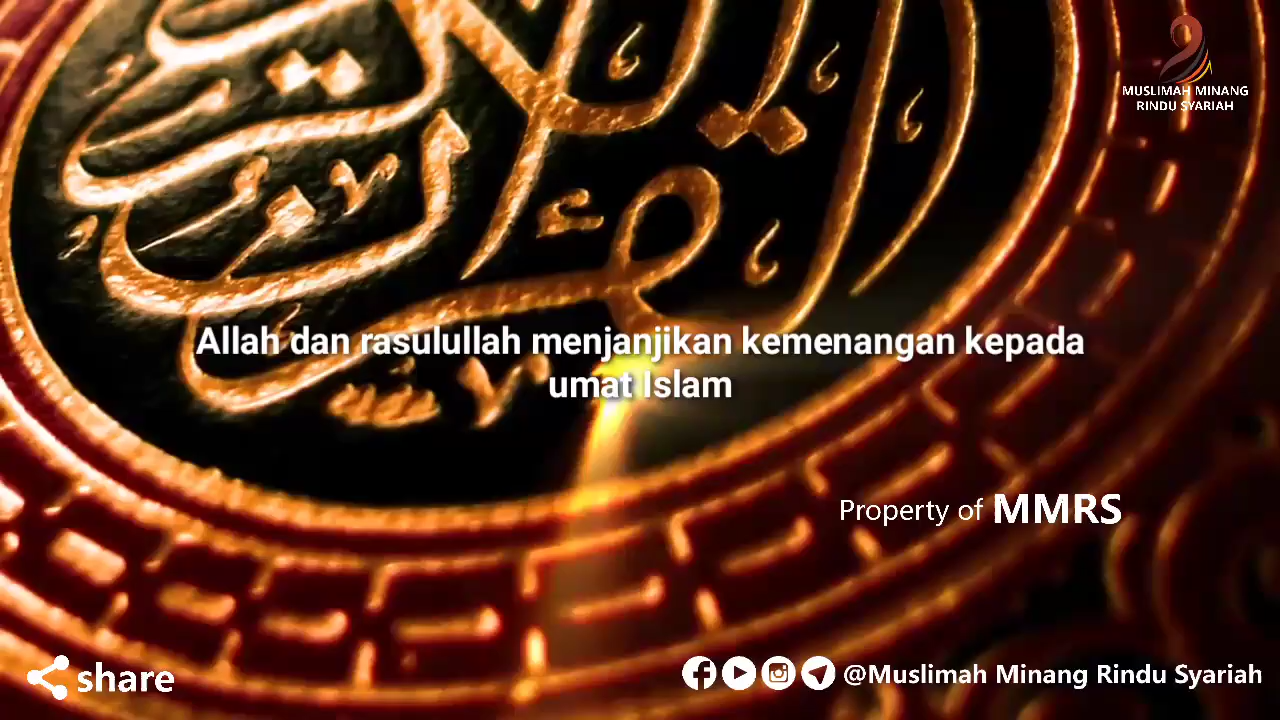 MUSLIMAH MINANG
RINDU SYARIAH
Allah dan rasulullah menjanjikan kemenangan kepada
umat Islam
Property of MMRS
share
@Muslimah Minang Rindu Syariah